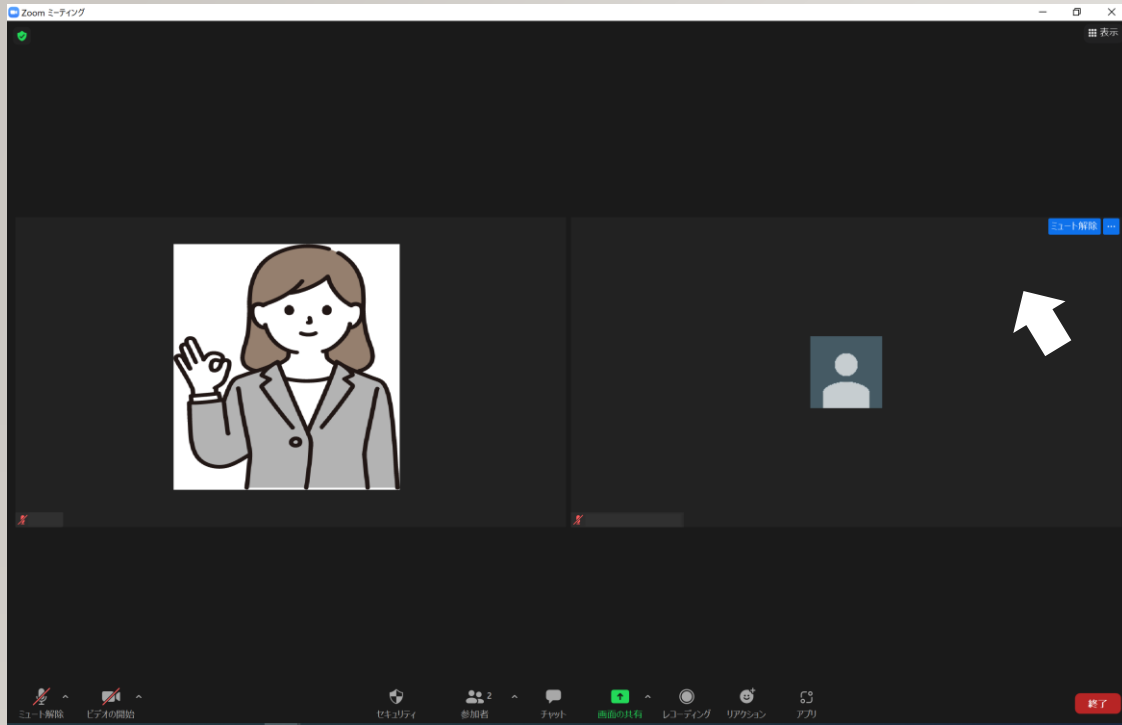 Zoom ミーティング
表示
ミュート解除 …
ミュート解除
ビデオの開始
セキュリティ
2
参加者
チャット
画面の共有
レコーディング
リアクション
アプリ
終了